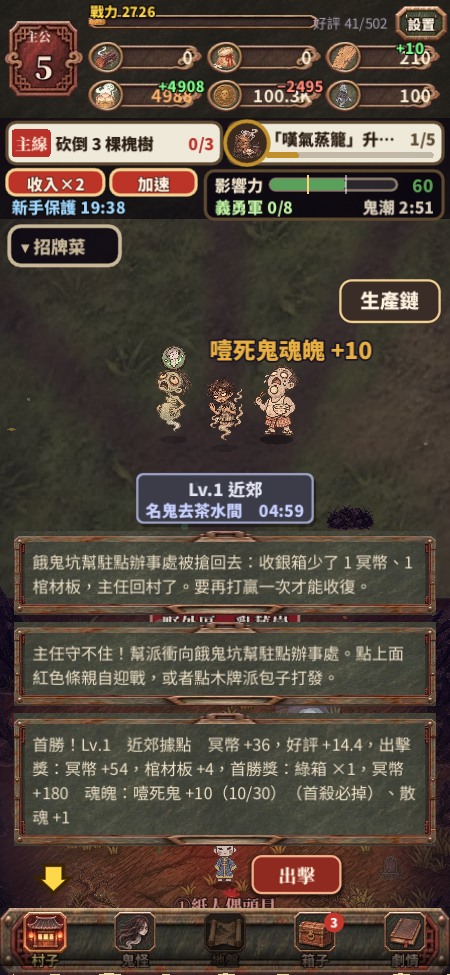 戰力 2726
主公
5
好評 41/502
設置
0
0
+10
210
+4908
-2495
100.3K
100
主線 砍倒 3 棵槐樹 0/3
「嘆氣蒸籠」升… 1/5
收入×2
加速
影響力 60
新手保護 19:38
義勇軍 0/8
鬼潮 2:51
▾招牌菜
生產鏈
噎死鬼魂魄 +10
Lv.1 近郊
名鬼去茶水間 04:59
餓鬼坑幫駐點辦事處被搶回去：收銀箱少了 1 冥幣、1
棺材板，主任回村了。要再打贏一次才能收復。
主任守不住！幫派衝向餓鬼坑幫駐點辦事處。點上面
紅色條親自迎戰，或者點木牌派包子打發。
首勝！Lv.1 近郊據點 冥幣 +36，好評 +14.4，出擊
獎：冥幣 +54，棺材板 +4，首勝獎：綠箱 ×1，冥幣
+180 魂魄：噎死鬼 +10（10/30）（首殺必掉）、散
魂 +1
出擊
村子
鬼怪
地盤
3
箱子
劇情